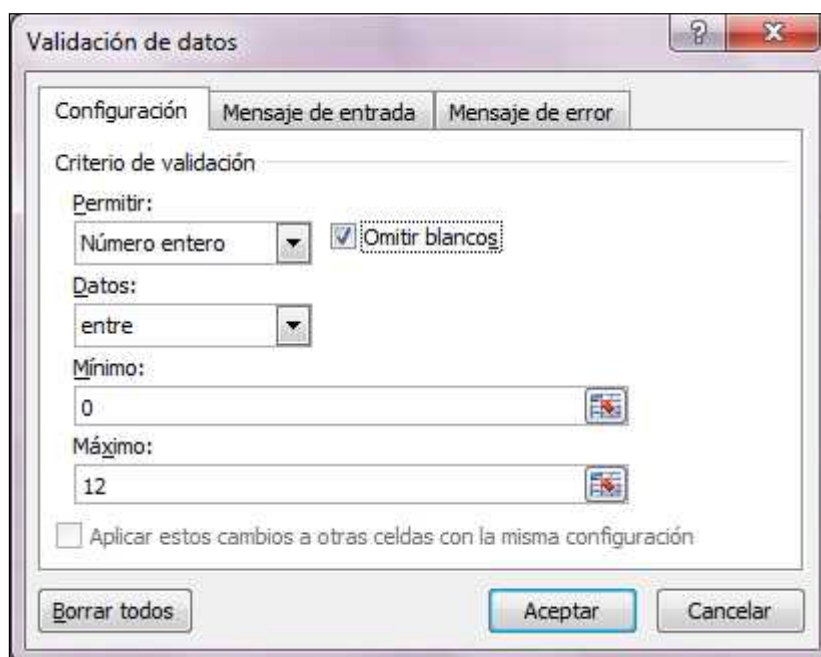 Validación de datos
Configuración Mensaje de entrada Mensaje de error
Criterio de validación
Permitir:
Número entero Omitir blancos
Datos:
entre
Mínimo:
0
Máximo:
12
Aplicar estos cambios a otras celdas con la misma configuración
Borrar todos Aceptar Cancelar